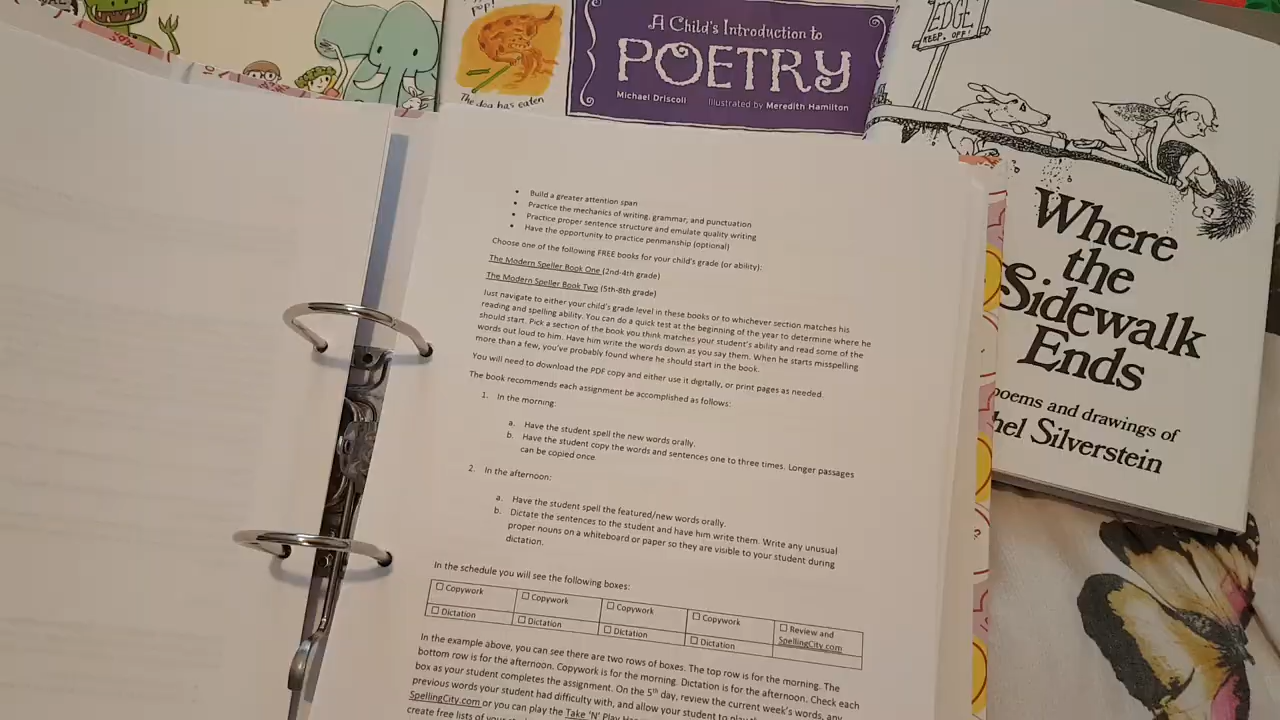 pop!
The dog has eaten
A Child's Introduction to
POETRY
Michael Driscoll Illustrated by Meredith Hamilton
EDGE
KEEP. OFF!
Where
the
Sidewalk
Ends
poems and drawings of
hel Silverstein
• Build a greater attention span
• Practice the mechanics of writing, grammar, and punctuation
• Practice proper sentence structure and emulate quality writing
• Have the opportunity to practice penmanship (optional)
Choose one of the following FREE books for your child's grade (or ability):
The Modern Speller Book One (2nd-4th grade)
The Modern Speller Book Two (5th-8th grade)
Just navigate to either your child's grade level in these books or to whichever section matches his
reading and spelling ability. You can do a quick test at the beginning of the year to determine where he
should start. Pick a section of the book you think matches your student's ability and read some of the
words out loud to him. Have him write the words down as you say them. When he starts misspelling
more than a few, you've probably found where he should start in the book.
You will need to download the PDF copy and either use it digitally, or print pages as needed.
The book recommends each assignment be accomplished as follows:
1. In the morning:
a. Have the student spell the new words orally.
b. Have the student copy the words and sentences one to three times. Longer passages
can be copied once.
2. In the afternoon:
a. Have the student spell the featured/new words orally.
b. Dictate the sentences to the student and have him write them. Write any unusual
proper nouns on a whiteboard or paper so they are visible to your student during
dictation.
In the schedule you will see the following boxes:
☐ Copywork ☐ Copywork ☐ Copywork ☐ Copywork ☐ Review and
SpellingCity.com
☐ Dictation ☐ Dictation ☐ Dictation ☐ Dictation
In the example above, you can see there are two rows of boxes. The top row is for the morning. The
bottom row is for the afternoon. Copywork is for the morning. Dictation is for the afternoon. Check each
box as your student completes the assignment. On the 5th day, review the current week's words, any
previous words your student had difficulty with, and allow your student to play
SpellingCity.com or you can play the Take 'N' Play
create free lists of your